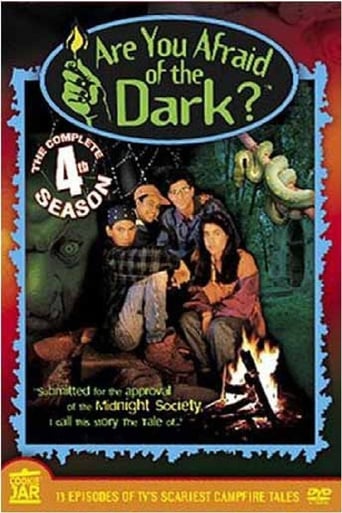 Are You Afraid
of the
Dark?™
THE COMPLETE
4th
SEASON
"Submitted for the approval
of the Midnight Society,
I call this story the Tale of..."
COOKIE JAR
13 EPISODES OF TV'S SCARIEST CAMPFIRE TALES
DVD